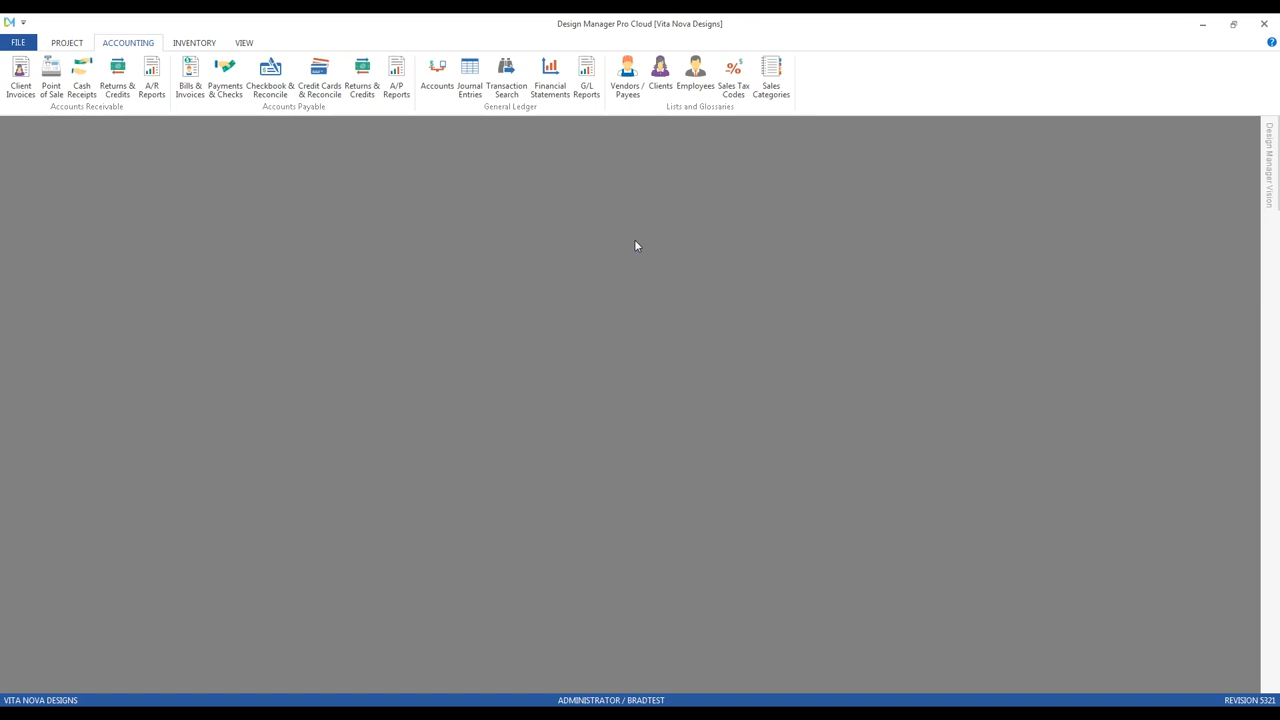 Design Manager Pro Cloud [Vita Nova Designs]
FILE PROJECT ACCOUNTING INVENTORY VIEW
Client Invoices
Point of Sale
Cash Receipts
Returns & Credits
A/R Reports
Accounts Receivable
Bills & Invoices
Payments & Checks
Checkbook & Reconcile
Credit Cards & Reconcile
Returns & Credits
A/P Reports
Accounts Payable
Accounts
Journal Entries
Transaction Search
Financial Statements
G/L Reports
General Ledger
Vendors / Payees
Clients
Employees
Sales Tax Codes
Sales Categories
Lists and Glossaries
Design Manager Vision
VITA NOVA DESIGNS
ADMINISTRATOR / BRADTEST
REVISION 5321